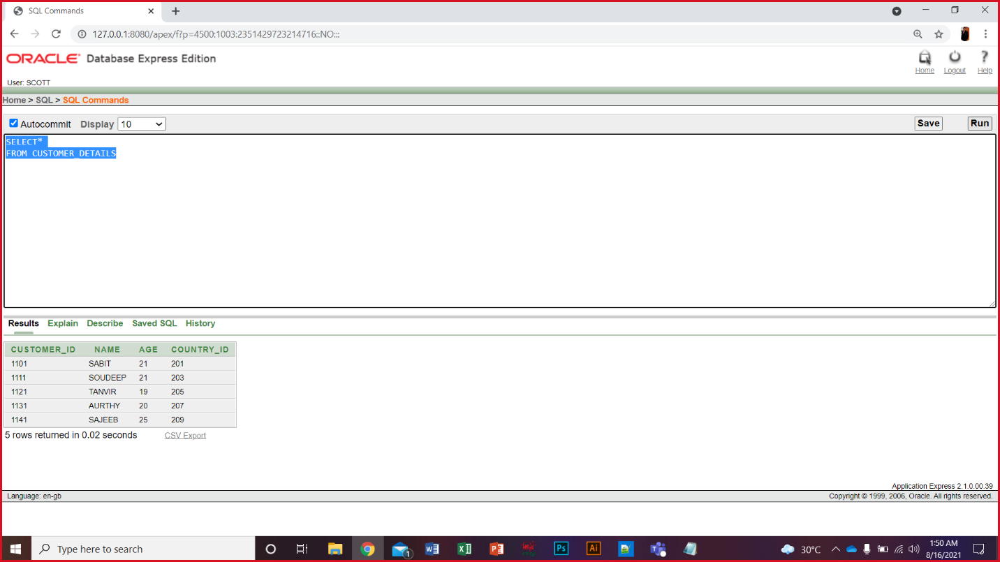 SQL Commands
127.0.0.1:8080/apex/f?p=4500:1003:2351429723214716::NO:::
ORACLE Database Express Edition
Home Logout Help
User: SCOTT
Home > SQL > SQL Commands
Autocommit Display 10 Save Run
SELECT*
FROM CUSTOMER_DETAILS
Results Explain Describe Saved SQL History
CUSTOMER_ID NAME AGE COUNTRY_ID
1101 SABIT 21 201
1111 SOUDEEP 21 203
1121 TANVIR 19 205
1131 AURTHY 20 207
1141 SAJEEB 25 209
5 rows returned in 0.02 seconds CSV Export
Application Express 2.1.0.00.39
Language: en-gb Copyright © 1999, 2006, Oracle. All rights reserved.
Type here to search 1 Ps Ai 30°C 1:50 AM
8/16/2021